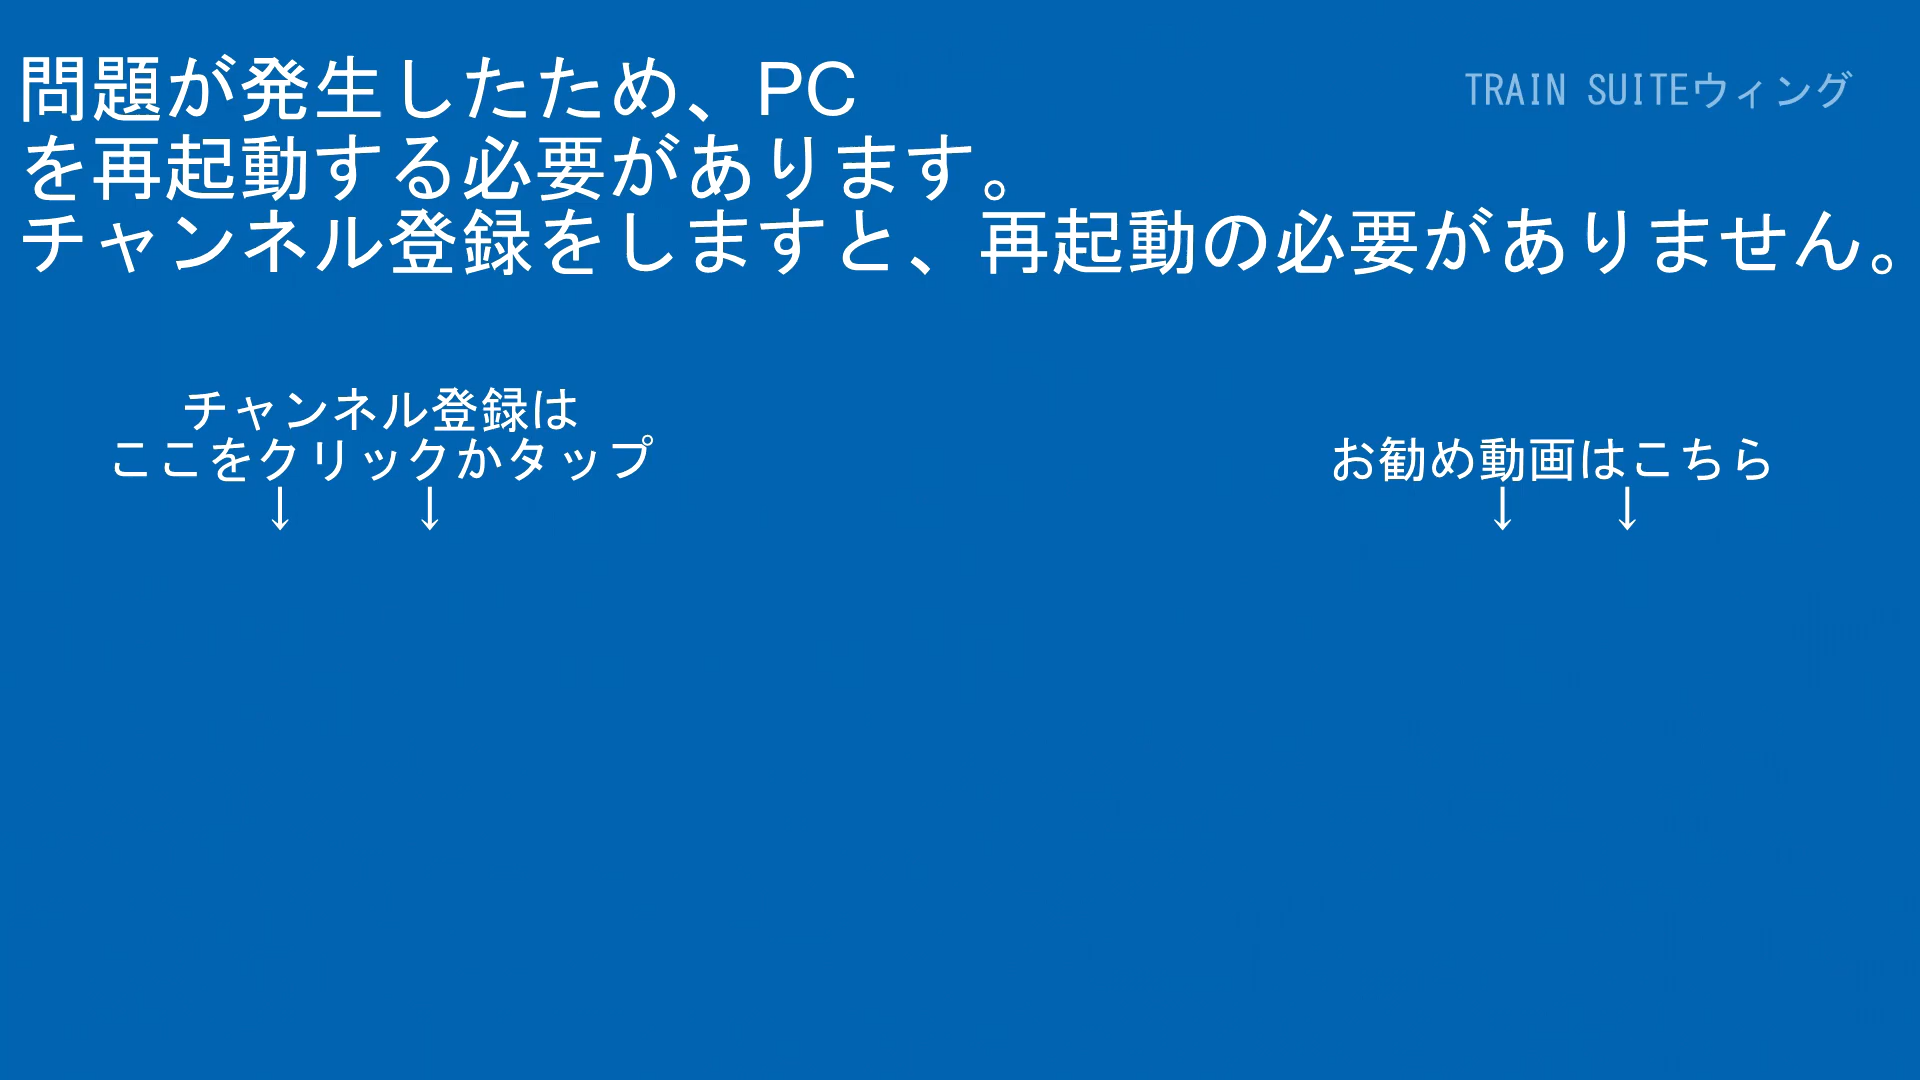 問題が発生したため、PC
を再起動する必要があります。
チャンネル登録をしますと、再起動の必要がありません。
TRAIN SUITEウィング
チャンネル登録は
ここをクリックかタップ
↓ ↓
お勧め動画はこちら
↓ ↓